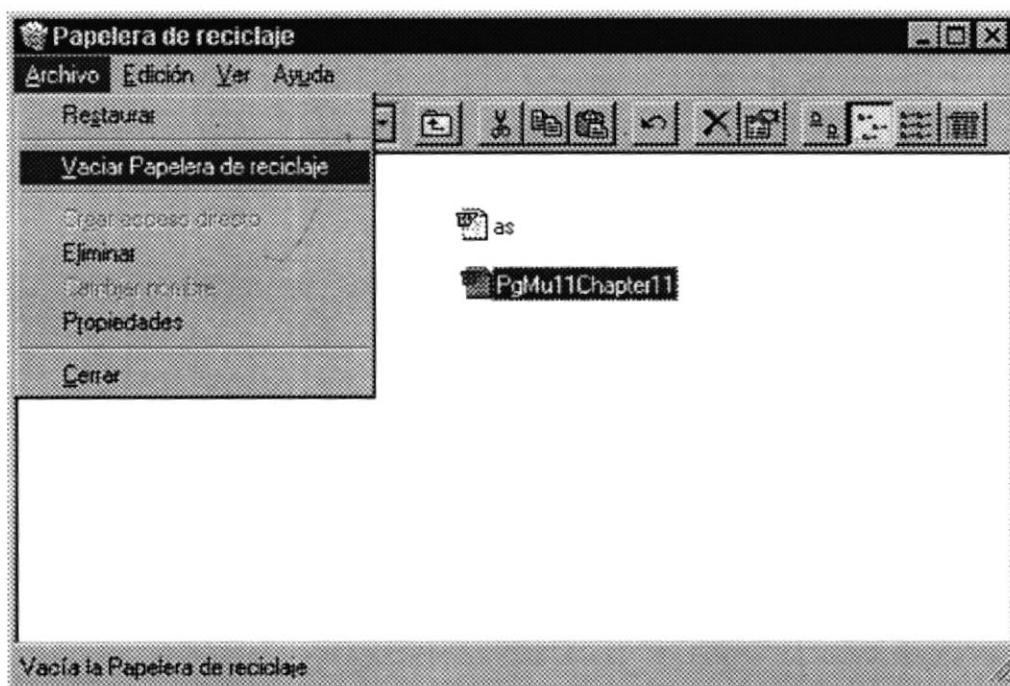 Papelera de reciclaje
Archivo Edición Ver Ayuda
Restaurar
Vaciar Papelera de reciclaje
Crear acceso directo
Eliminar
Cambiar nombre
Propiedades
Cerrar
as
PgMu11Chapter11
Vacía la Papelera de reciclaje